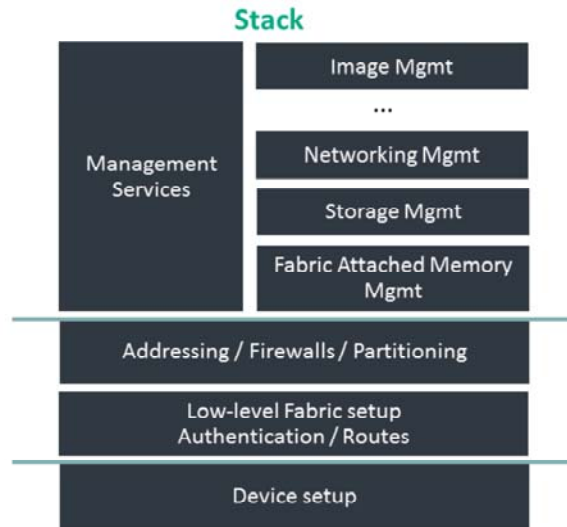 Stack
Management
Services
Image Mgmt
...
Networking Mgmt
Storage Mgmt
Fabric Attached Memory
Mgmt
Addressing / Firewalls / Partitioning
Low-level Fabric setup
Authentication / Routes
Device setup